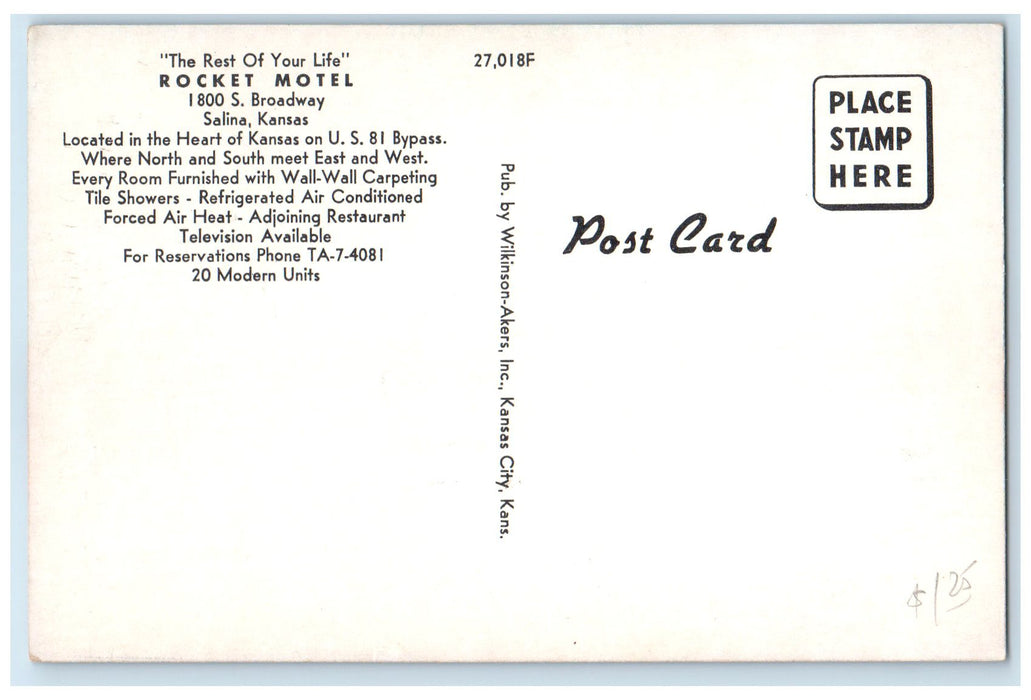 "The Rest Of Your Life"
ROCKET MOTEL
1800 S. Broadway
Salina, Kansas
Located in the Heart of Kansas on U. S. 81 Bypass.
Where North and South meet East and West.
Every Room Furnished with Wall-Wall Carpeting
Tile Showers - Refrigerated Air Conditioned
Forced Air Heat - Adjoining Restaurant
Television Available
For Reservations Phone TA-7-4081
20 Modern Units
27,018F
Pub. by Wilkinson-Akers, Inc., Kansas City, Kans.
PLACE
STAMP
HERE
Post Card
$1.25